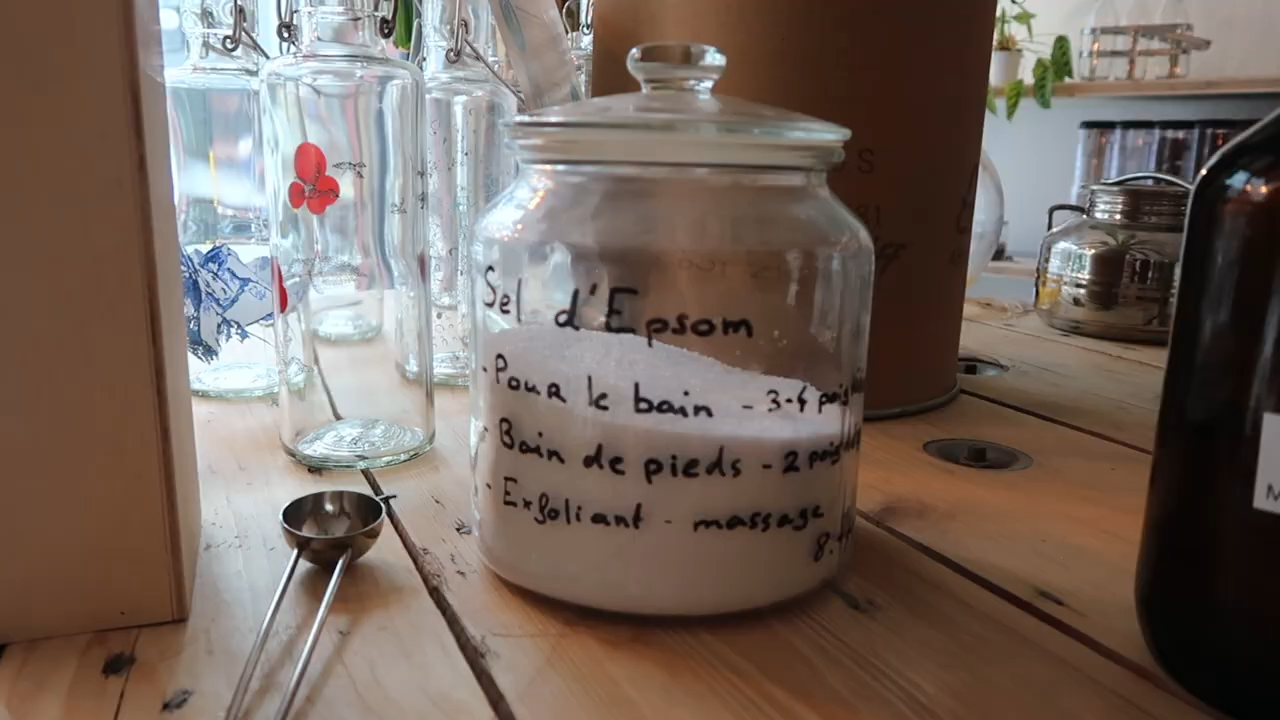 Sel d'Epsom
- Pour le bain - 3-4
- Bain de pieds - 2
- Exfoliant - massage